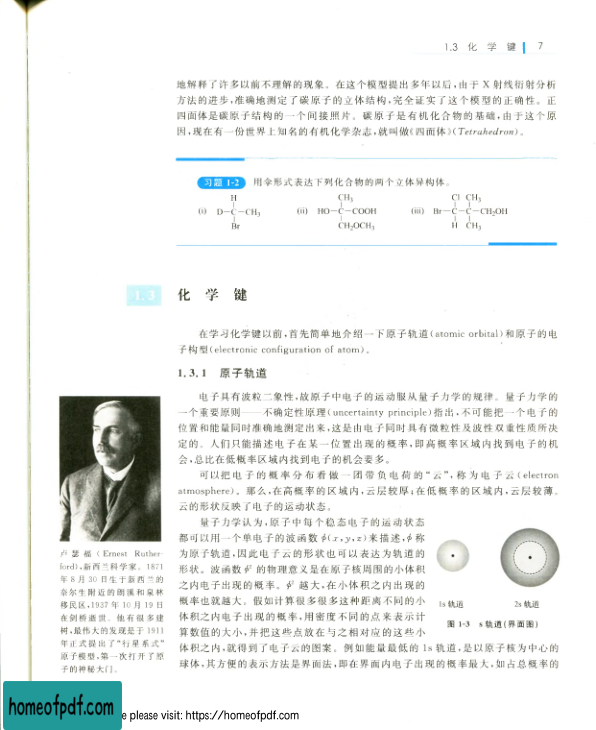 1.3 化 学 键 7
地解释了许多以前不理解的现象。在这个模型提出多年以后,由于 X 射线衍射分析
方法的进步,准确地测定了碳原子的立体结构,完全证实了这个模型的正确性。正
四面体是碳原子结构的一个间接照片。碳原子是有机化合物的基础,由于这个原
因,现在有一份世界上知名的有机化学杂志,就叫做《四面体》(Tetrahedron)。
习题 1-2 用伞形式表达下列化合物的两个立体异构体。
H CH3 Cl CH3
(i) D—C—CH3 (ii) HO—C—COOH (iii) Br—C—C—CH2OH
Br CH2OCH3 H CH3
1.3 化 学 键
在学习化学键以前,首先简单地介绍一下原子轨道(atomic orbital)和原子的电
子构型(electronic configuration of atom)。
1.3.1 原子轨道
电子具有波粒二象性,故原子中电子的运动服从量子力学的规律。量子力学的
一个重要原则——不确定性原理(uncertainty principle)指出,不可能把一个电子的
位置和能量同时准确地测定出来,这是由电子同时具有微粒性及波性双重性质所决
定的。人们只能描述电子在某一位置出现的概率,即高概率区域内找到电子的机
会,总比在低概率区域内找到电子的机会要多。
可以把电子的概率分布看做一团带负电荷的“云”,称为电子云(electron
atmosphere)。那么,在高概率的区域内,云层较厚;在低概率的区域内,云层较薄。
云的形状反映了电子的运动状态。
量子力学认为,原子中每个稳态电子的运动状态
都可以用一个单电子的波函数 φ(x,y,z)来描述,φ 称
为原子轨道,因此电子云的形状也可以表达为轨道的
形状。波函数 φ² 的物理意义是在原子核周围的小体积
之内电子出现的概率。φ² 越大,在小体积之内出现的
概率也就越大。假如计算很多很多这种距离不同的小
体积之内电子出现的概率,用密度不同的点来表示计
算数值的大小,并把这些点放在与之相对应的这些小
体积之内,就得到了电子云的图案。例如能量最低的 1s 轨道,是以原子核为中心的
球体,其方便的表示方法是界面法,即在界面内电子出现的概率最大,如占总概率的
1s 轨道 2s 轨道
图 1-3 s 轨道(界面图)
卢瑟福(Ernest Ruther-
ford),新西兰科学家。1871
年 8 月 30 日生于新西兰的
奈尔生附近的朗溪和泉林
移民区,1937 年 10 月 19 日
在剑桥逝世。他有很多建
树,最伟大的发现是于 1911
年正式提出了“行星系式”
原子模型,第一次打开了原
子的神秘大门。
homeofpdf.com
e please visit: https://homeofpdf.com